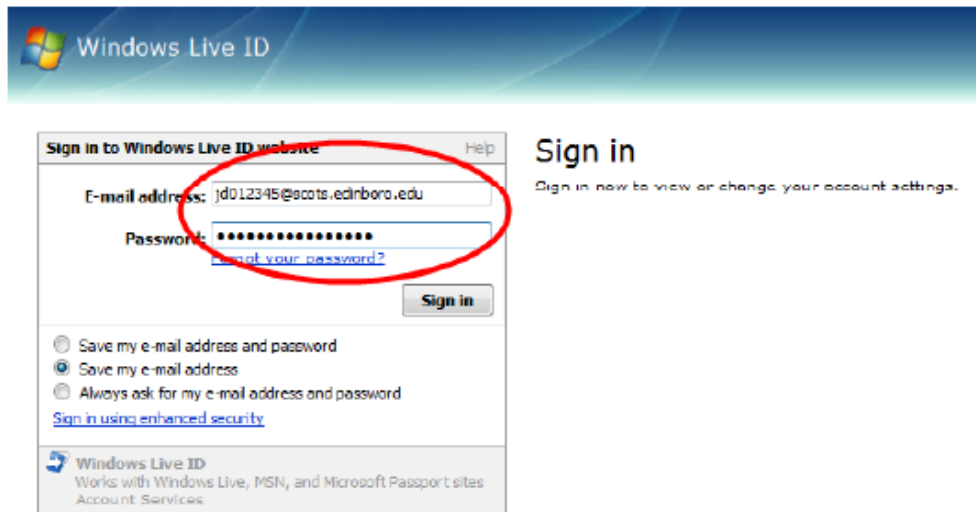 Windows Live ID
Sign in to Windows Live ID website Help
E-mail address: jd012345@scots.edinboro.edu
Password: ••••••••••••••••
Forgot your password?
Sign in
Save my e-mail address and password
Save my e-mail address
Always ask for my e-mail address and password
Sign in using enhanced security
Windows Live ID
Works with Windows Live, MSN, and Microsoft Passport sites
Account Services
Sign in
Sign in now to view or change your account settings.